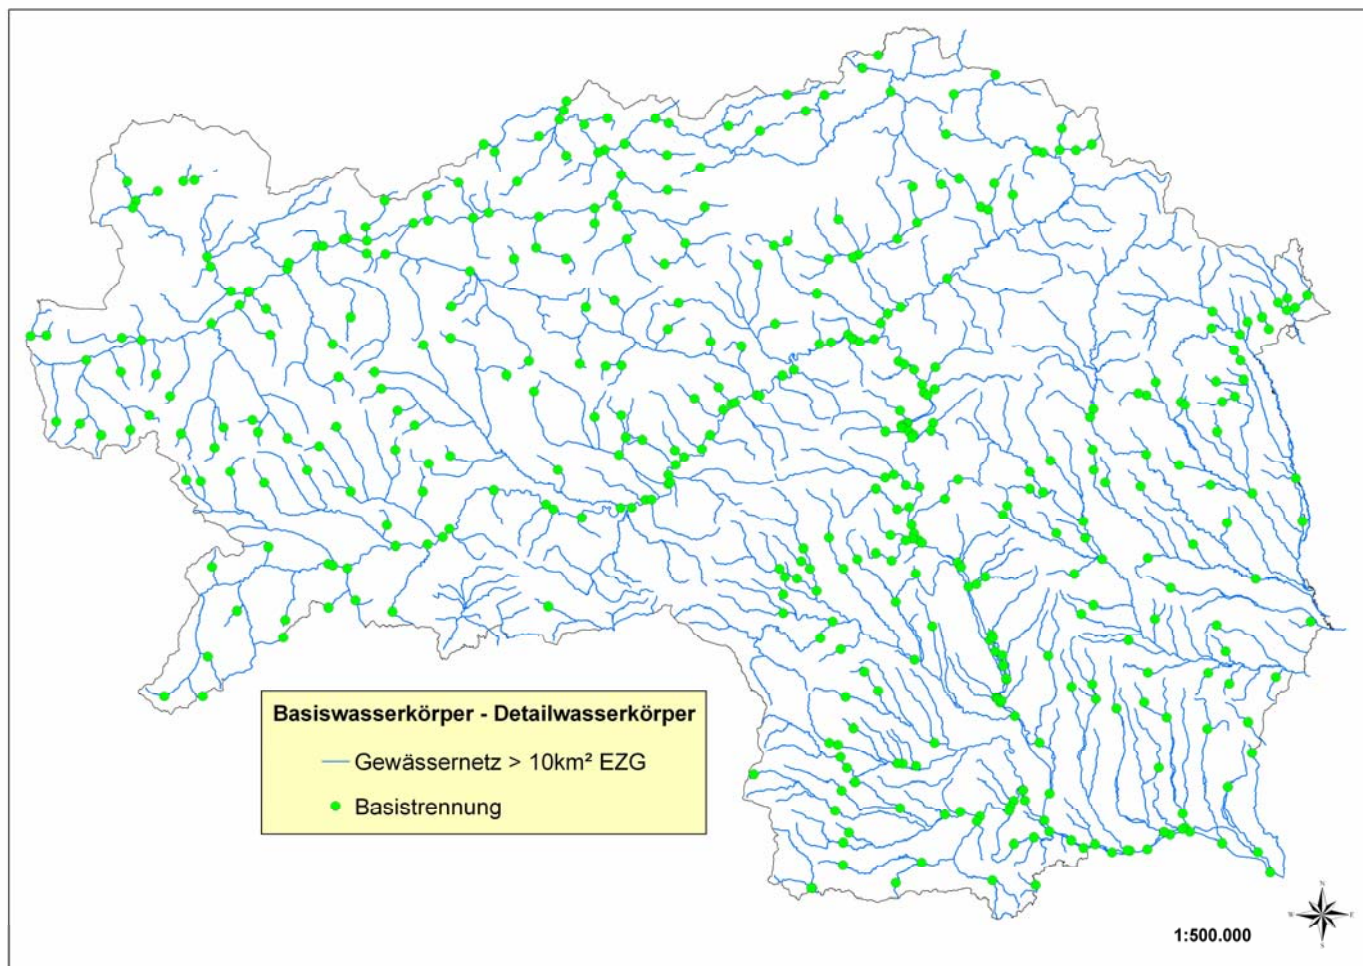 Basiswasserkörper - Detailwasserkörper
Gewässernetz > 10km² EZG
Basistrennung
N
W E
S
1:500.000